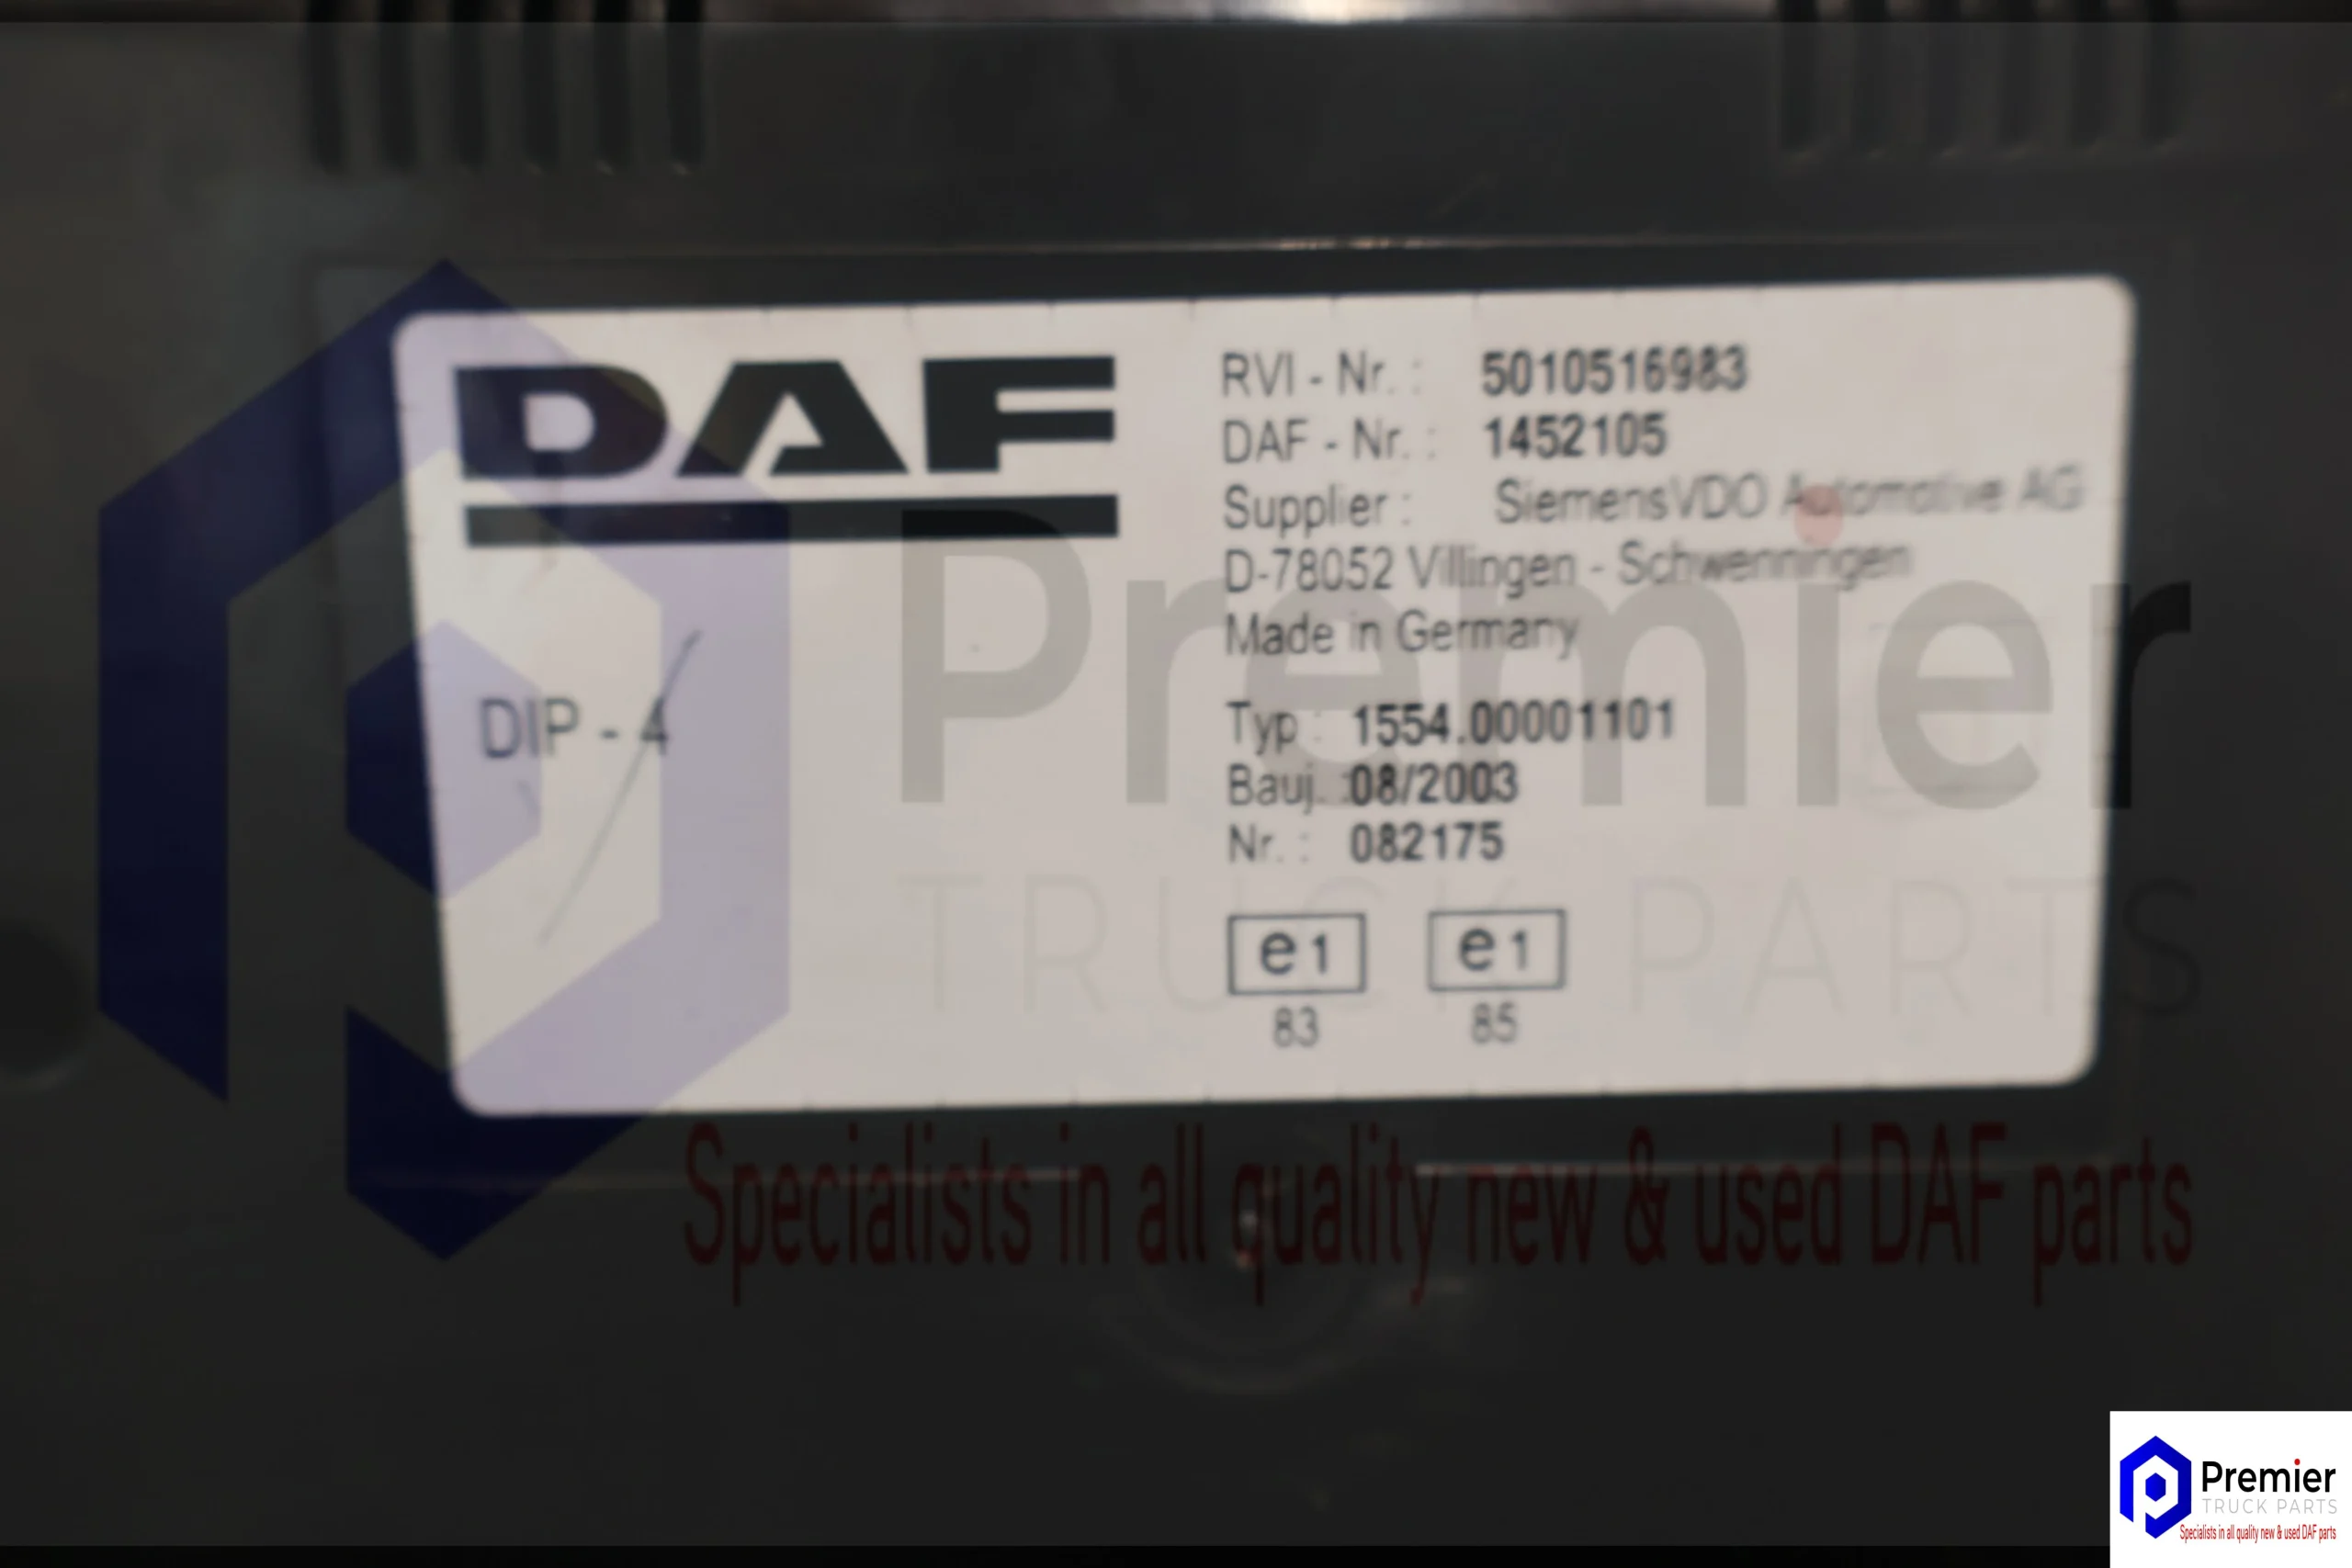 DAF
DIP - 4
RVI - Nr. : 5010516983
DAF - Nr. : 1452105
Supplier : SiemensVDO Automotive AG
D-78052 Villingen - Schwenningen
Made in Germany
Typ : 1554.00001101
Bauj. :08/2003
Nr. : 082175
e1 e1
83 85
Premier
TRUCK PARTS
Specialists in all quality new & used DAF parts
Premier
TRUCK PARTS
Specialists in all quality new & used DAF parts